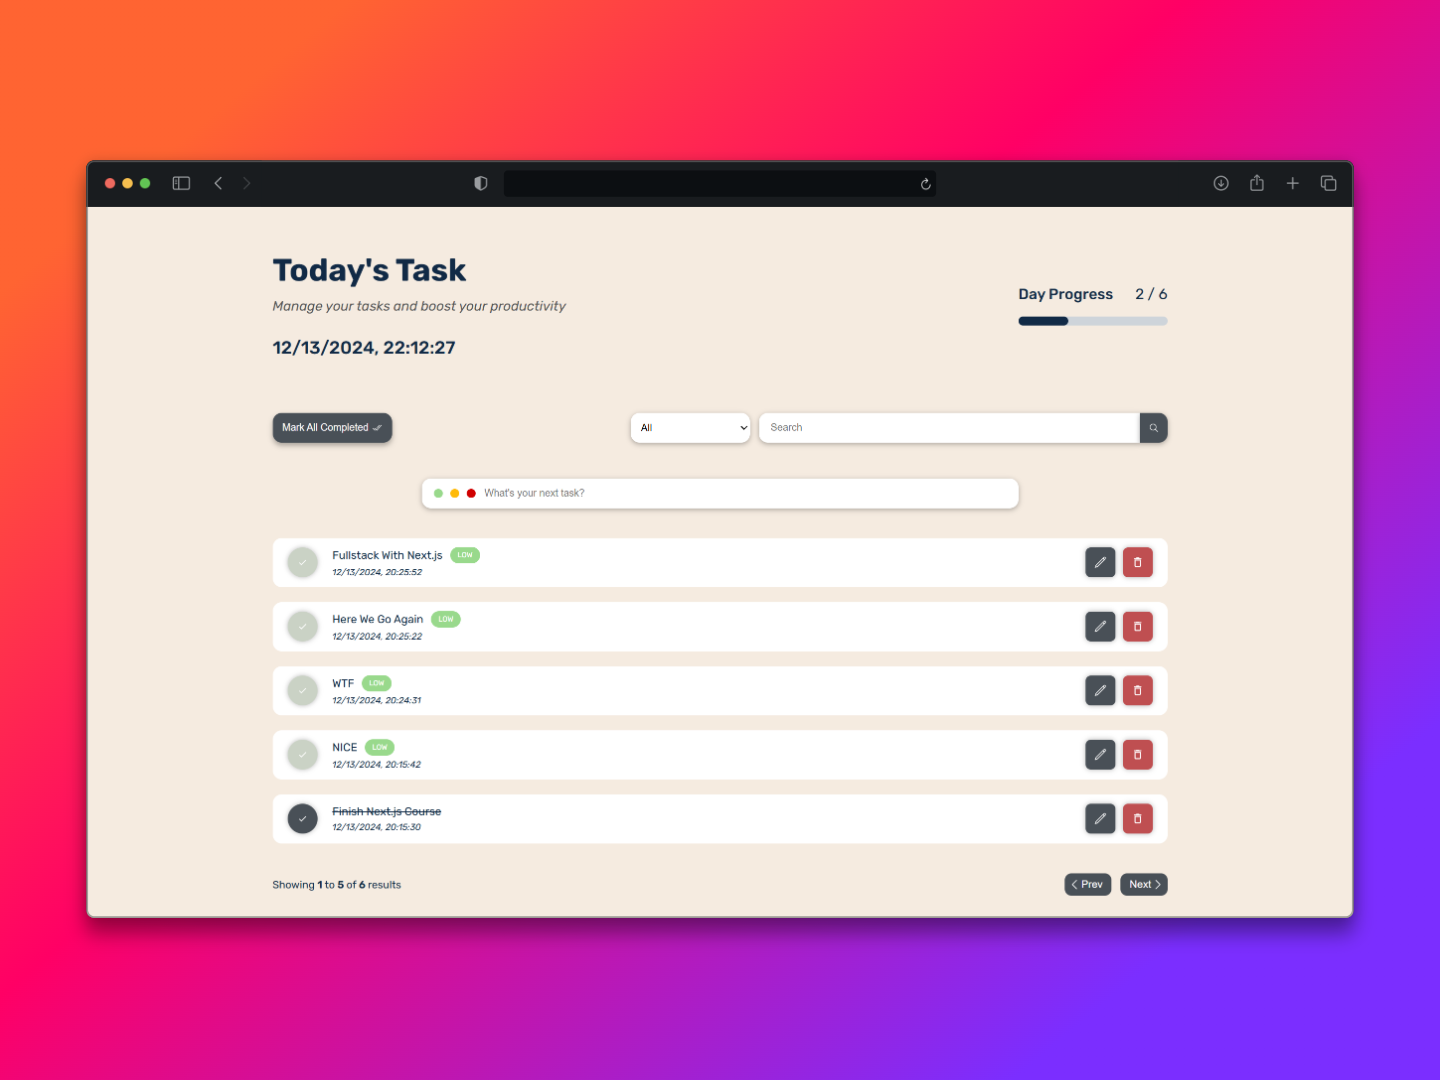 Today's Task
Manage your tasks and boost your productivity
Day Progress 2 / 6
12/13/2024, 22:12:27
Mark All Completed
All
Search
What's your next task?
Fullstack With Next.js LOW
12/13/2024, 20:25:52
Here We Go Again LOW
12/13/2024, 20:25:22
WTF LOW
12/13/2024, 20:24:31
NICE LOW
12/13/2024, 20:15:42
Finish Next.js Course
12/13/2024, 20:15:30
Showing 1 to 5 of 6 results
Prev
Next